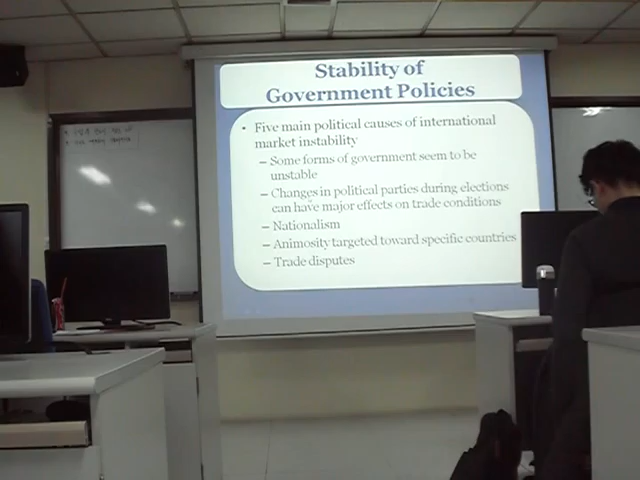 Stability of
Government Policies
• Five main political causes of international
market instability
– Some forms of government seem to be
unstable
– Changes in political parties during elections
can have major effects on trade conditions
– Nationalism
– Animosity targeted toward specific countries
– Trade disputes